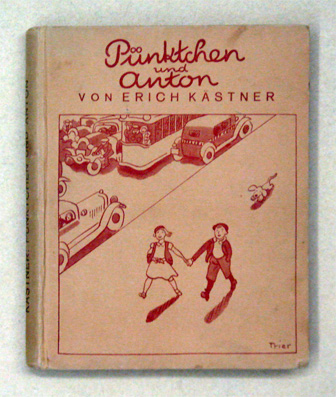 Pünktchen
und
Anton
VON ERICH KÄSTNER
Trier